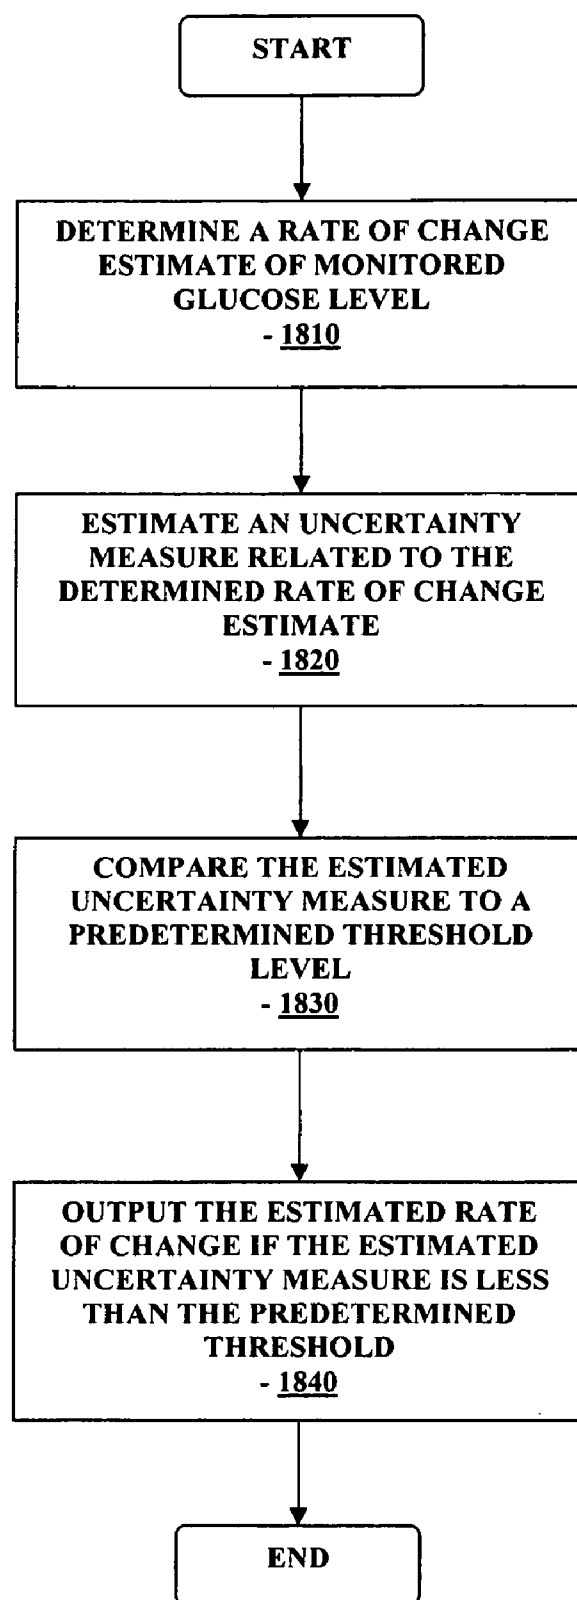 START
DETERMINE A RATE OF CHANGE
ESTIMATE OF MONITORED
GLUCOSE LEVEL
- 1810
ESTIMATE AN UNCERTAINTY
MEASURE RELATED TO THE
DETERMINED RATE OF CHANGE
ESTIMATE
- 1820
COMPARE THE ESTIMATED
UNCERTAINTY MEASURE TO A
PREDETERMINED THRESHOLD
LEVEL
- 1830
OUTPUT THE ESTIMATED RATE
OF CHANGE IF THE ESTIMATED
UNCERTAINTY MEASURE IS LESS
THAN THE PREDETERMINED
THRESHOLD
- 1840
END